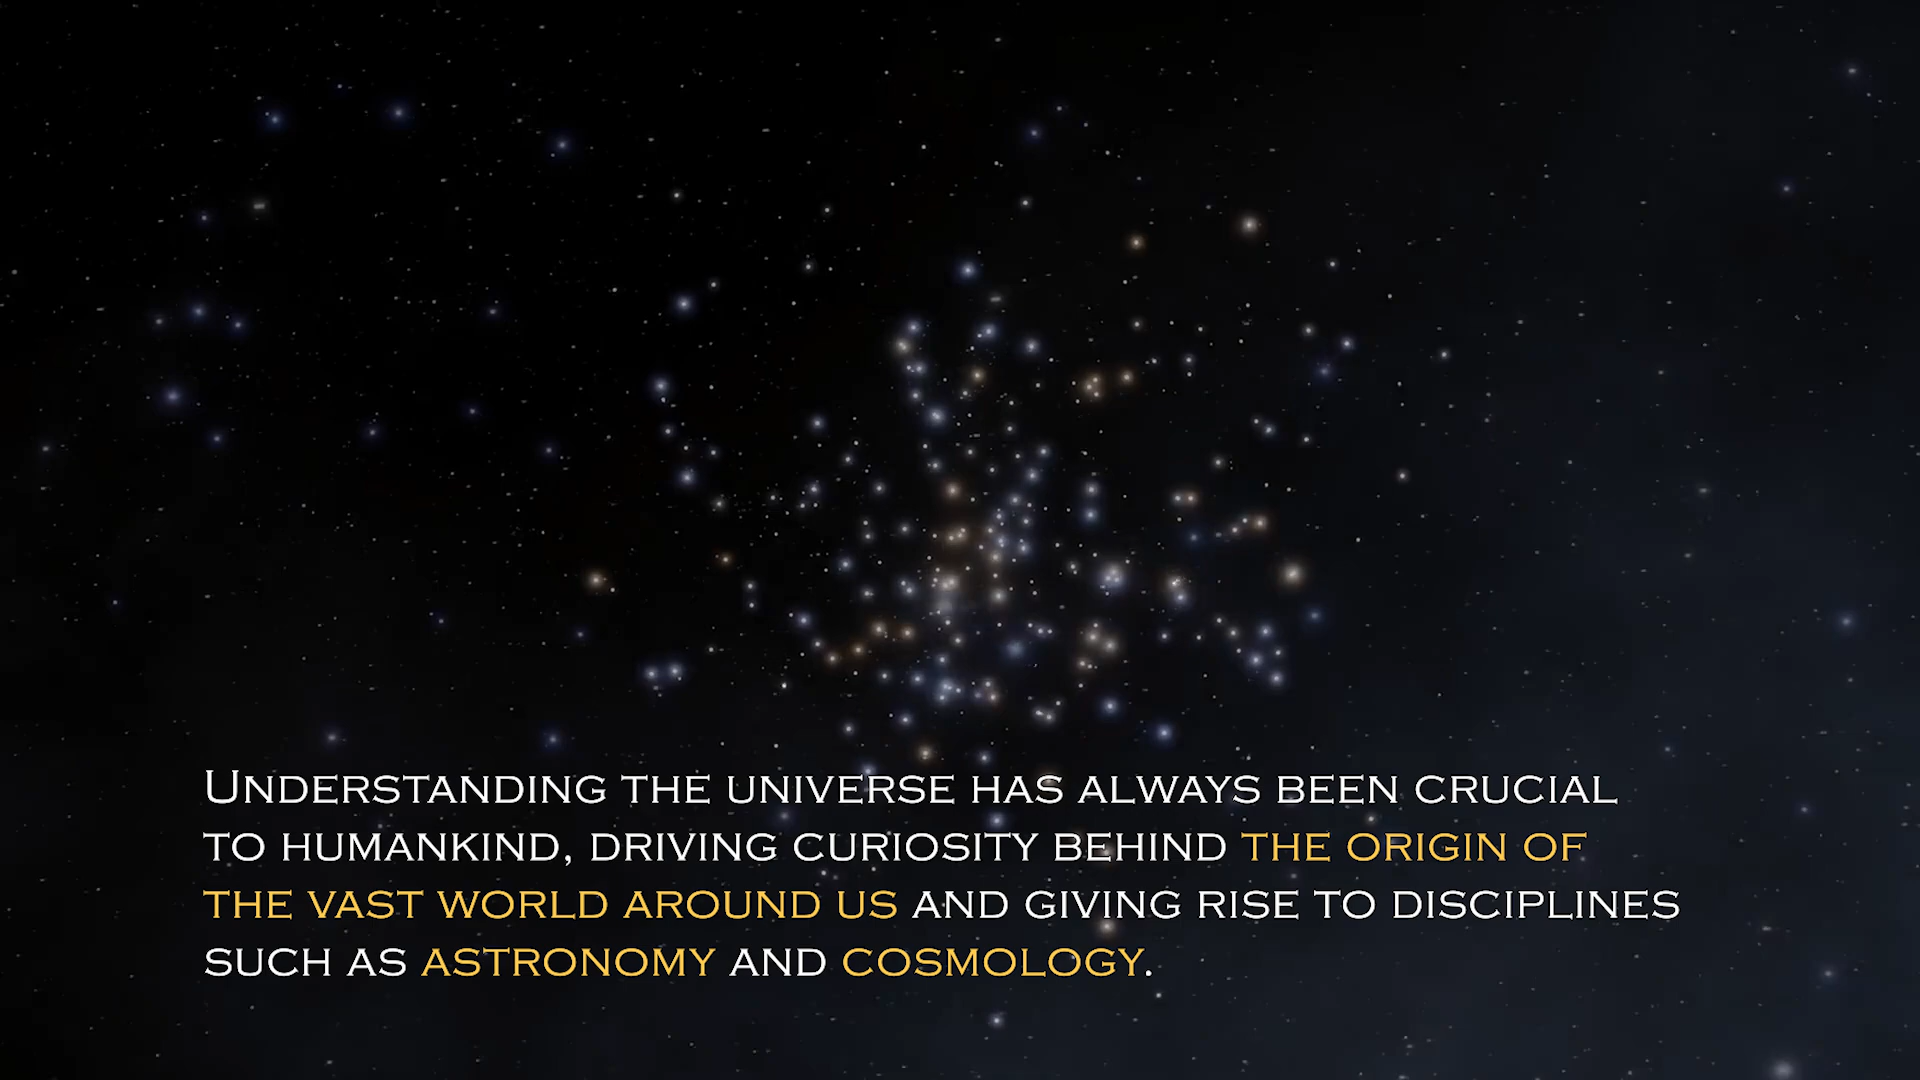 Understanding the universe has always been crucial
to humankind, driving curiosity behind the origin of
the vast world around us and giving rise to disciplines
such as astronomy and cosmology.